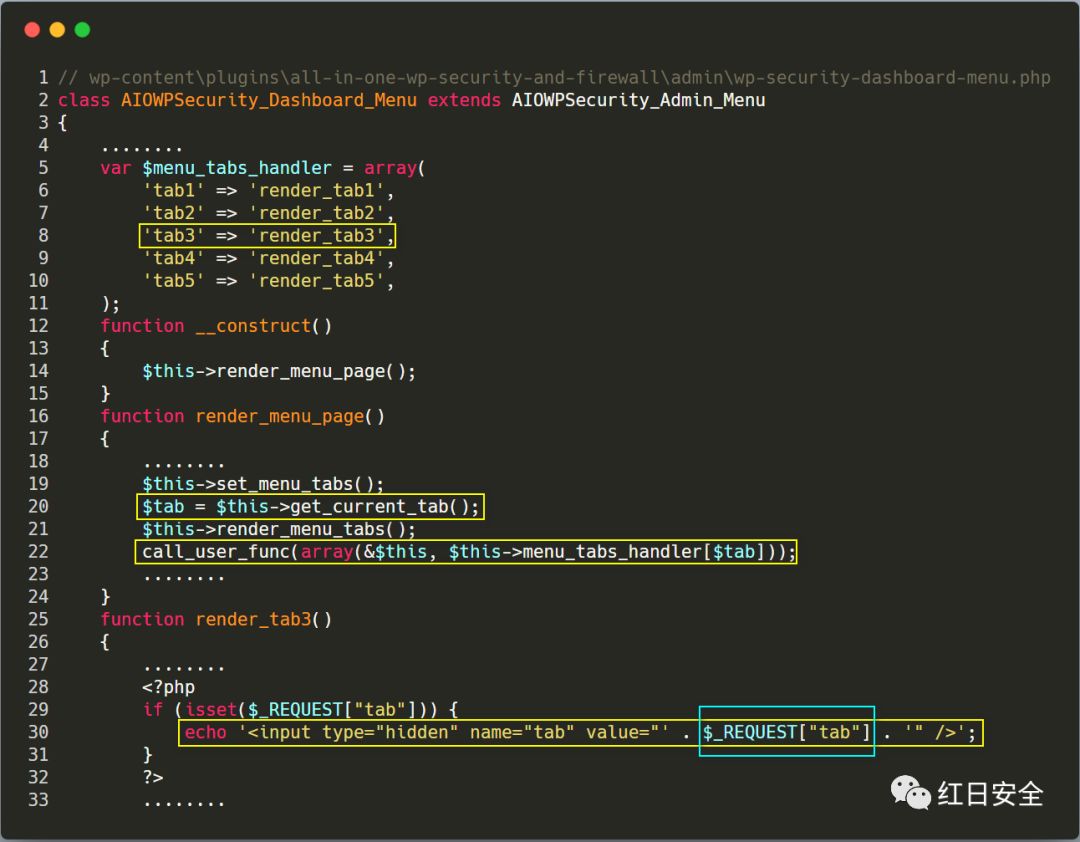 1 // wp-content\plugins\all-in-one-wp-security-and-firewall\admin\wp-security-dashboard-menu.php
2 class AIOWPSecurity_Dashboard_Menu extends AIOWPSecurity_Admin_Menu
3 {
4     ........
5     var $menu_tabs_handler = array(
6         'tab1' => 'render_tab1',
7         'tab2' => 'render_tab2',
8         'tab3' => 'render_tab3',
9         'tab4' => 'render_tab4',
10         'tab5' => 'render_tab5',
11     );
12     function __construct()
13     {
14         $this->render_menu_page();
15     }
16     function render_menu_page()
17     {
18         ........
19         $this->set_menu_tabs();
20         $tab = $this->get_current_tab();
21         $this->render_menu_tabs();
22         call_user_func(array(&$this, $this->menu_tabs_handler[$tab]));
23         ........
24     }
25     function render_tab3()
26     {
27         ........
28         <?php
29         if (isset($_REQUEST["tab"])) {
30             echo '<input type="hidden" name="tab" value="' . $_REQUEST["tab"] . '" />';
31         }
32         ?>
33         ........
红日安全